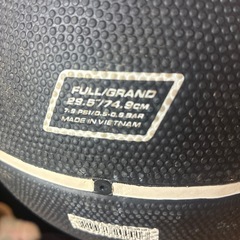 FULL/GRAND
29.5"/74.9CM
7-9 PSI/0.5-0.6 BAR
MADE IN VIETNAM